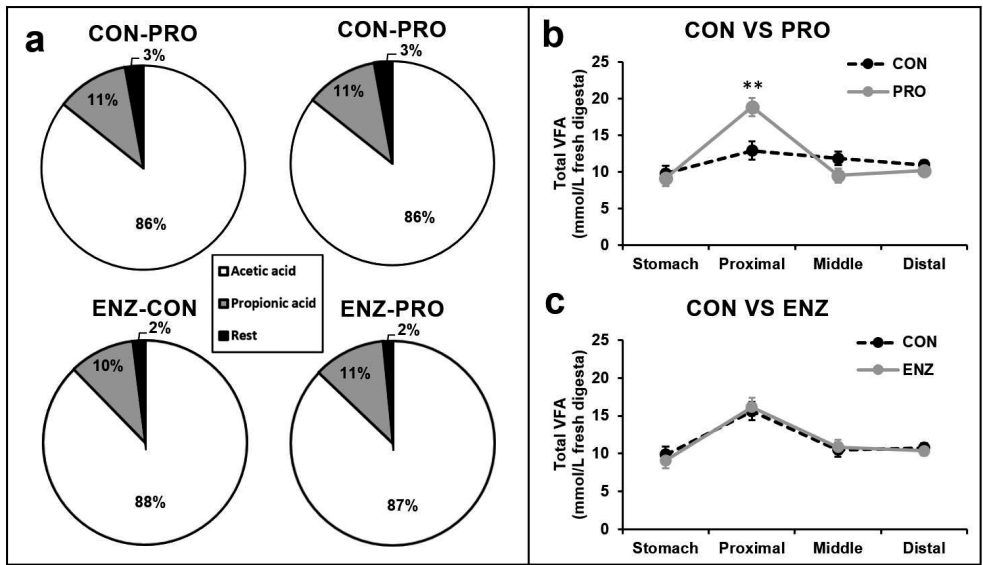 a
CON-PRO
3%
11%
86%
CON-PRO
3%
11%
86%
Acetic acid
Propionic acid
Rest
ENZ-CON
2%
10%
88%
ENZ-PRO
2%
11%
87%
b
CON VS PRO
Total VFA
(mmol/L fresh digesta)
25
20
15
10
5
0
**
CON
PRO
Stomach Proximal Middle Distal
c
CON VS ENZ
Total VFA
(mmol/L fresh digesta)
25
20
15
10
5
0
CON
ENZ
Stomach Proximal Middle Distal